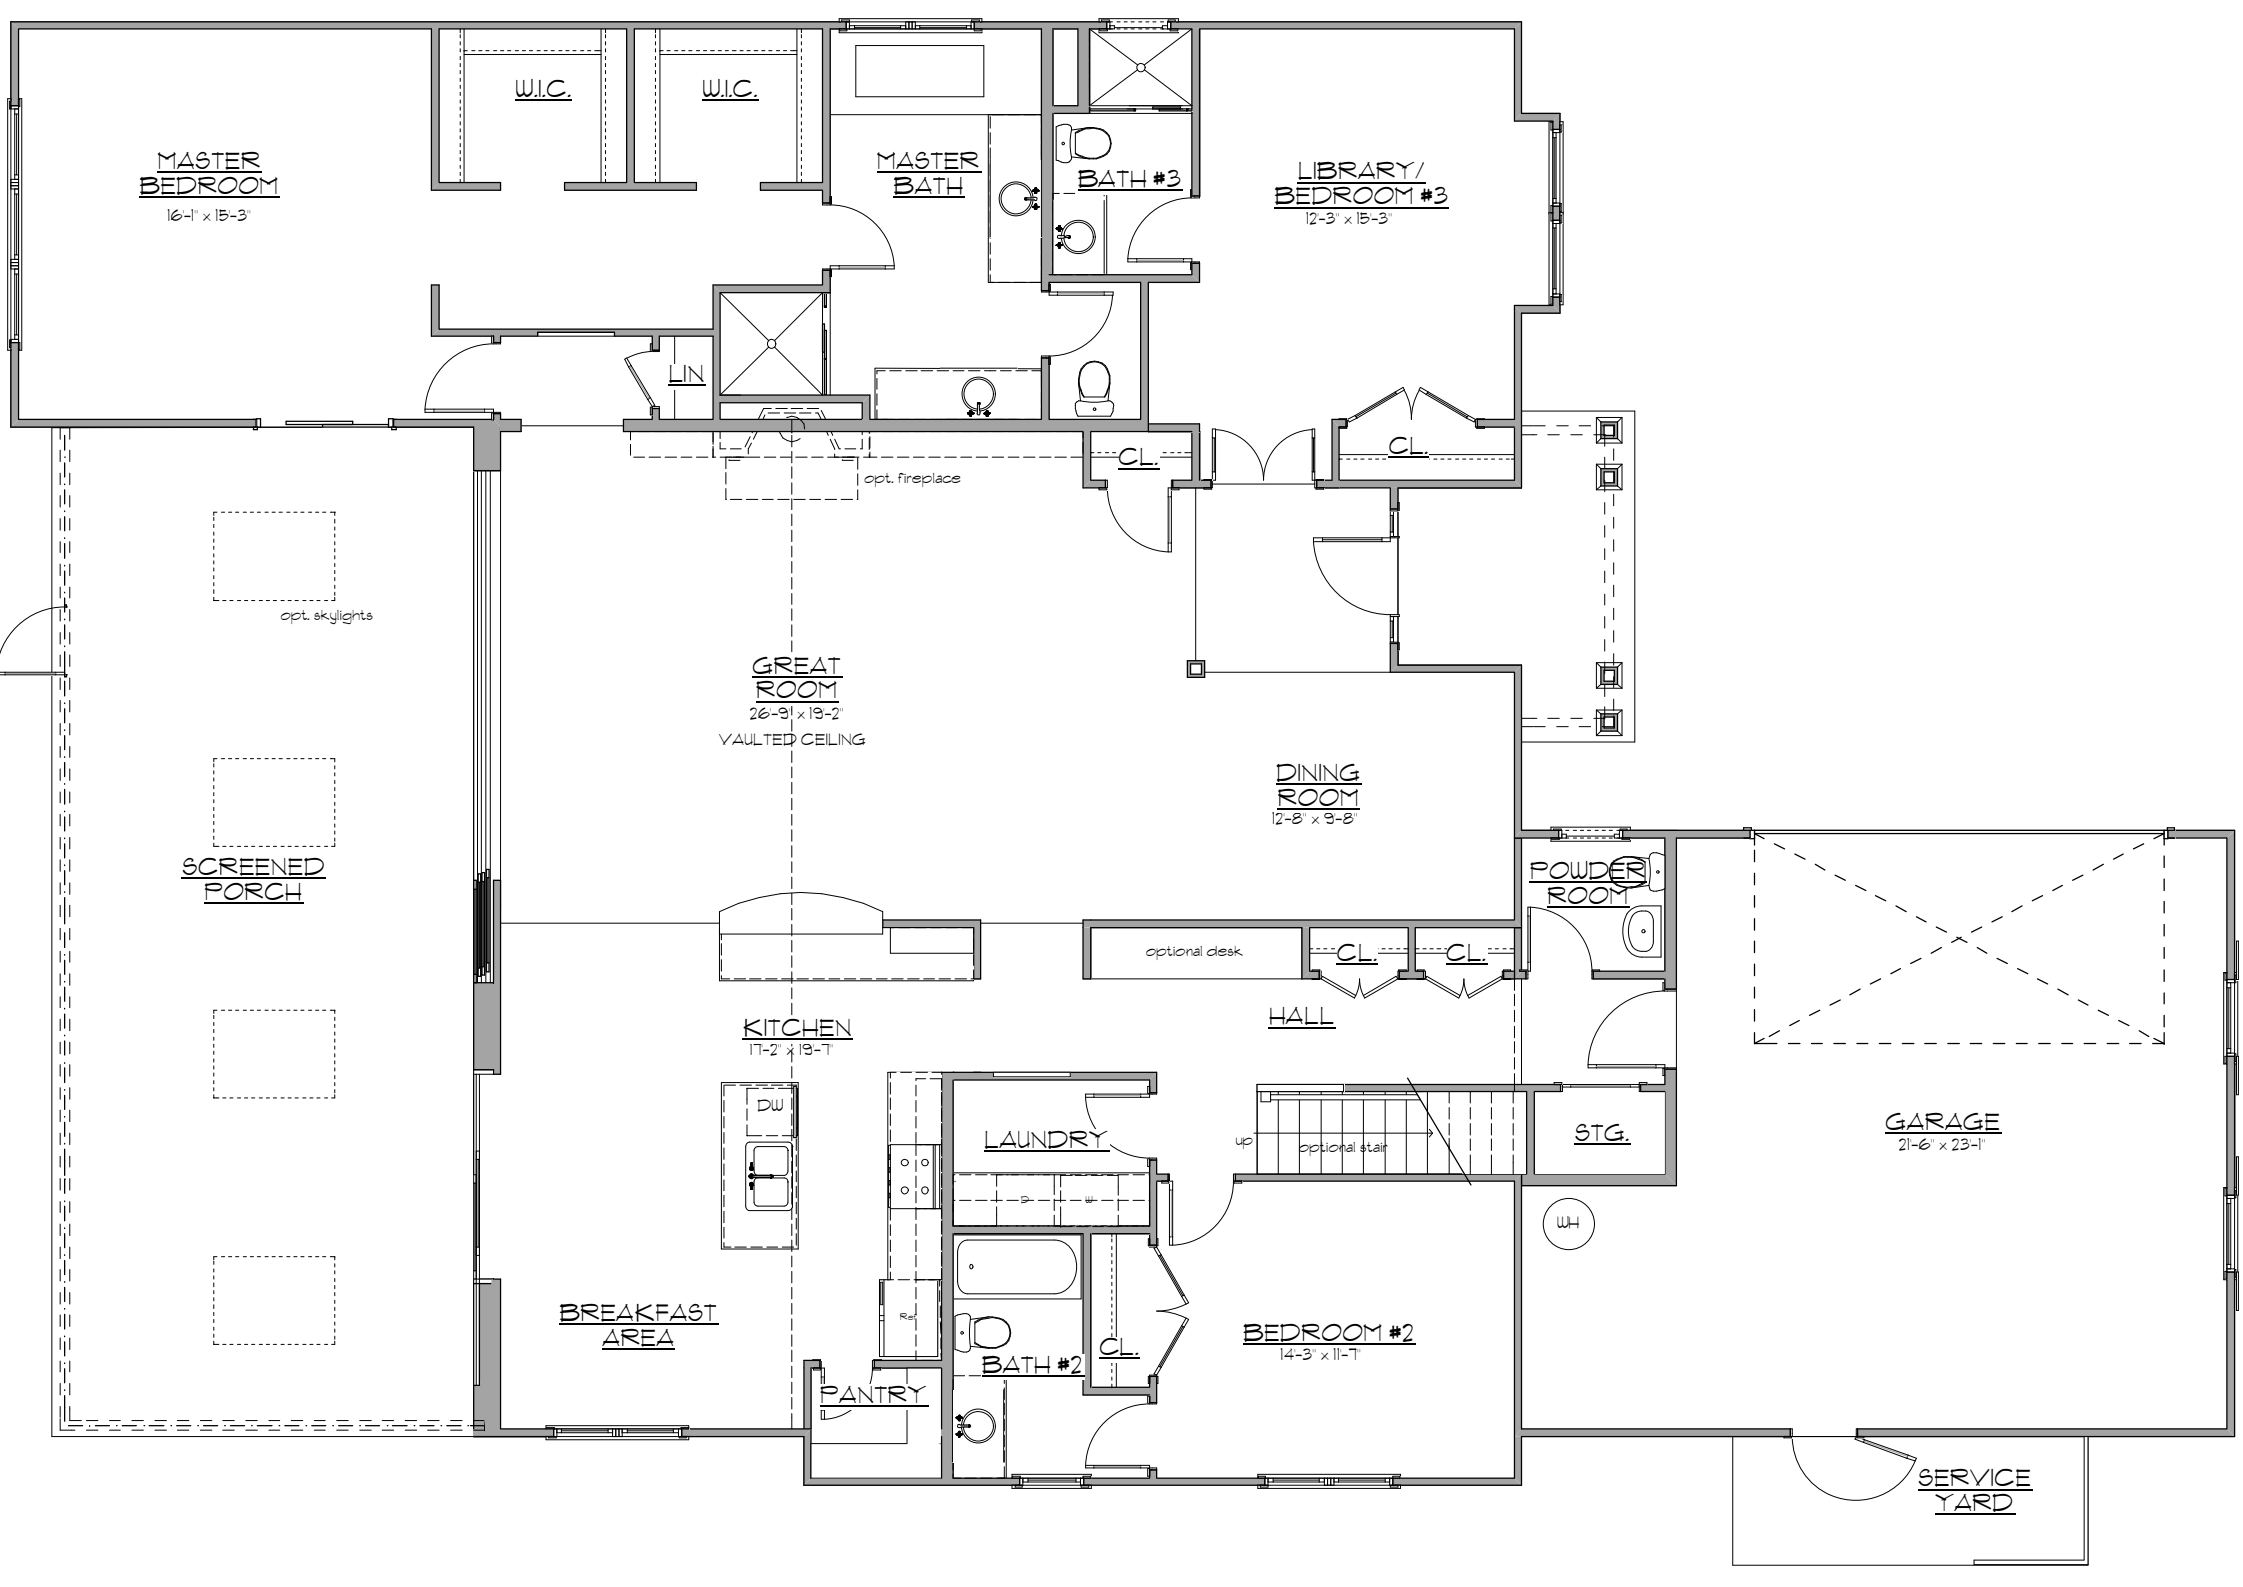 W.I.C.
W.I.C.
MASTER
BEDROOM
16'-1" x 15'-3"
MASTER
BATH
BATH #3
LIBRARY/
BEDROOM #3
12'-3" x 15'-3"
LIN
CL.
CL.
opt. fireplace
opt. skylights
GREAT
ROOM
26'-9" x 19'-2"
VAULTED CEILING
DINING
ROOM
12'-8" x 9'-8"
SCREENED
PORCH
POWDER
ROOM
optional desk
CL.
CL.
HALL
KITCHEN
17'-2" x 19'-7"
DW
LAUNDRY
up
optional stair
STG.
GARAGE
21'-6" x 23'-1"
D
W
WH
BREAKFAST
AREA
Ref
BATH #2
CL.
BEDROOM #2
14'-3" x 11'-7"
PANTRY
SERVICE
YARD